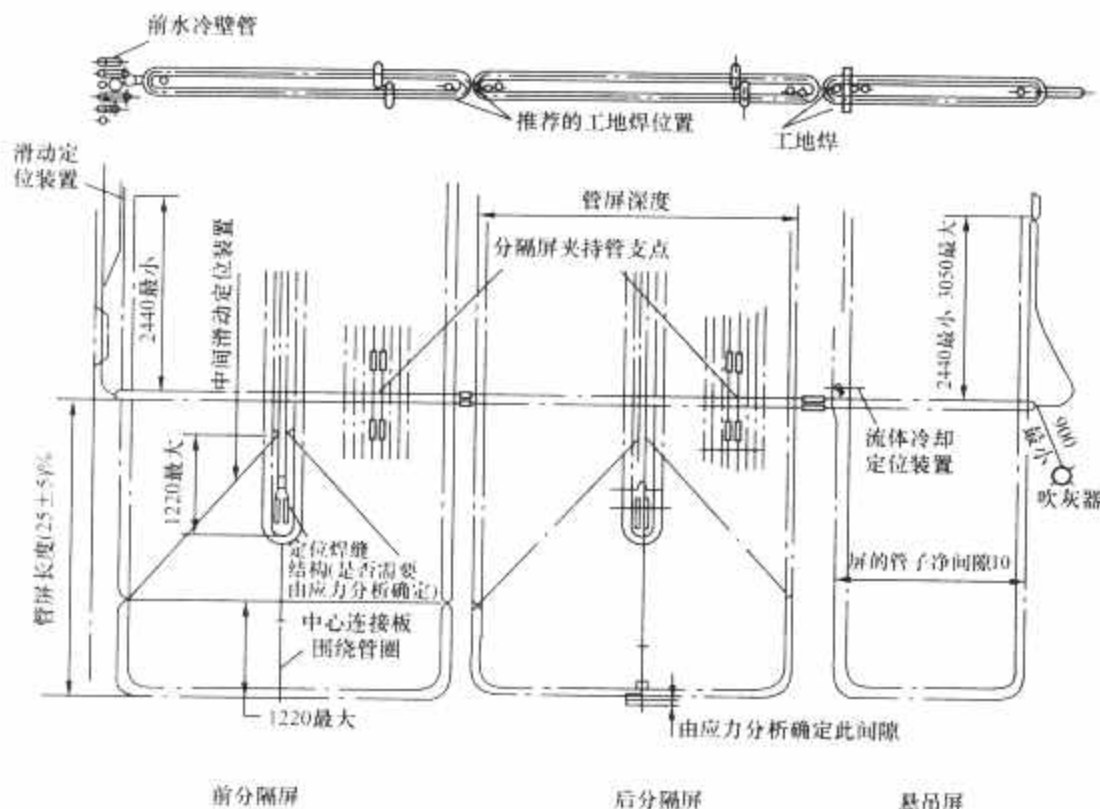 前水冷壁管
推荐的工地焊位置
工地焊
滑动定
位装置
管屏深度
分隔屏夹持管支点
2440最小
中间滑动定位装置
2440最小 3050最大
流体冷却
定位装置
900
最小
吹灰器
1220最大
管屏长度(25±5)%
定位焊缝
结构(是否需要
由应力分析确定)
屏的管子净间隙10
中心连接板
围绕管圈
1220最大
由应力分析确定此间隙
前分隔屏
后分隔屏
悬吊屏